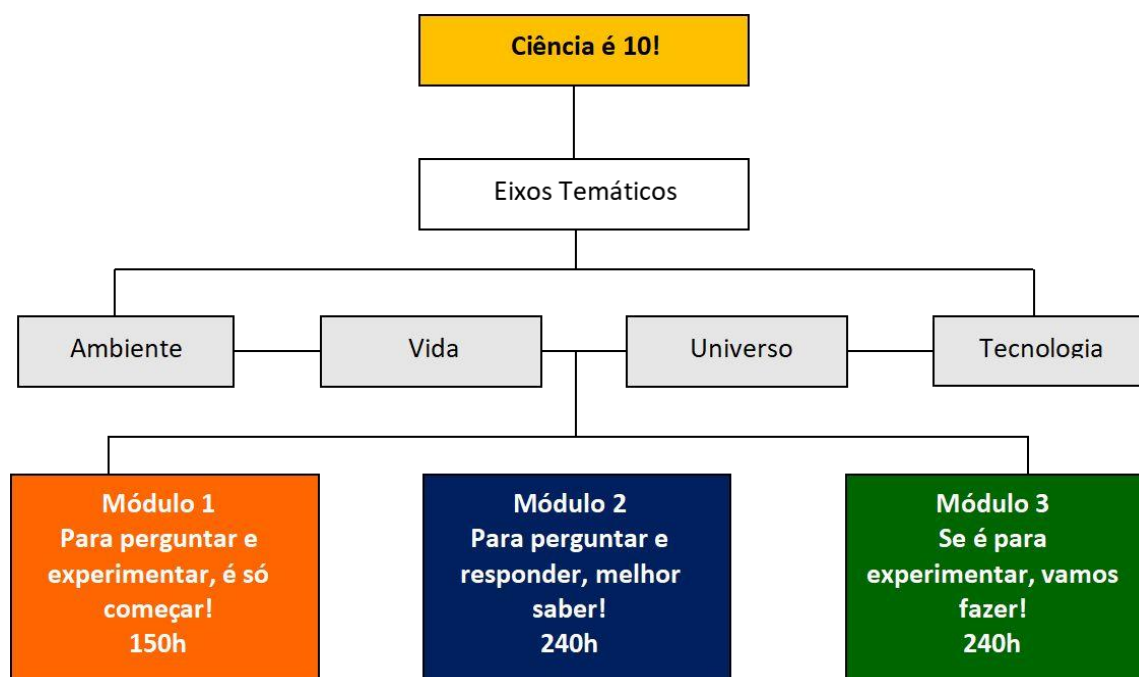 Ciência é 10!
Eixos Temáticos
Ambiente
Vida
Universo
Tecnologia
Módulo 1
Para perguntar e
experimentar, é só
começar!
150h
Módulo 2
Para perguntar e
responder, melhor
saber!
240h
Módulo 3
Se é para
experimentar, vamos
fazer!
240h